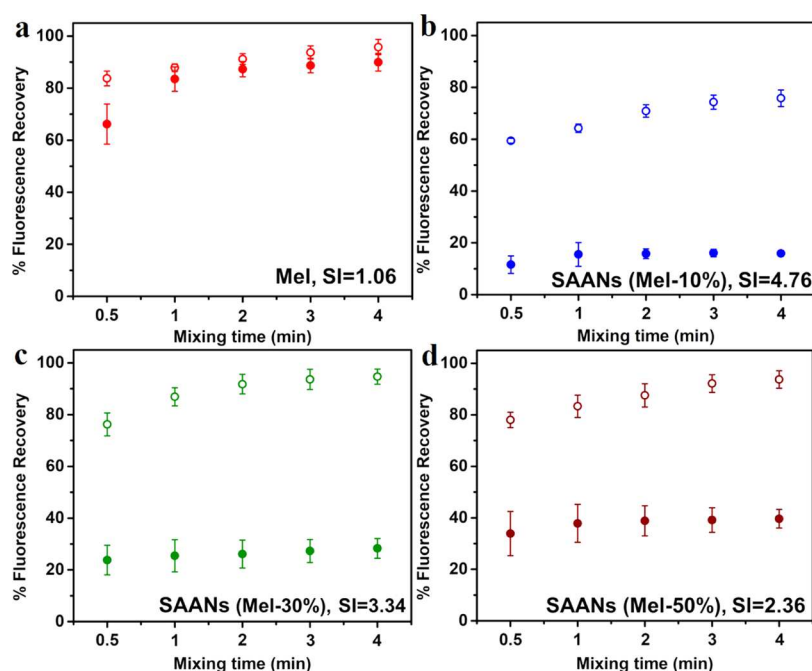 a
100
80
60
40
20
0
% Fluorescence Recovery
Mel, SI=1.06
0.5 1 2 3 4
Mixing time (min)
b
100
80
60
40
20
0
% Fluorescence Recovery
SAANs (Mel-10%), SI=4.76
0.5 1 2 3 4
Mixing time (min)
c
100
80
60
40
20
0
% Fluorescence Recovery
SAANs (Mel-30%), SI=3.34
0.5 1 2 3 4
Mixing time (min)
d
100
80
60
40
20
0
% Fluorescence Recovery
SAANs (Mel-50%), SI=2.36
0.5 1 2 3 4
Mixing time (min)